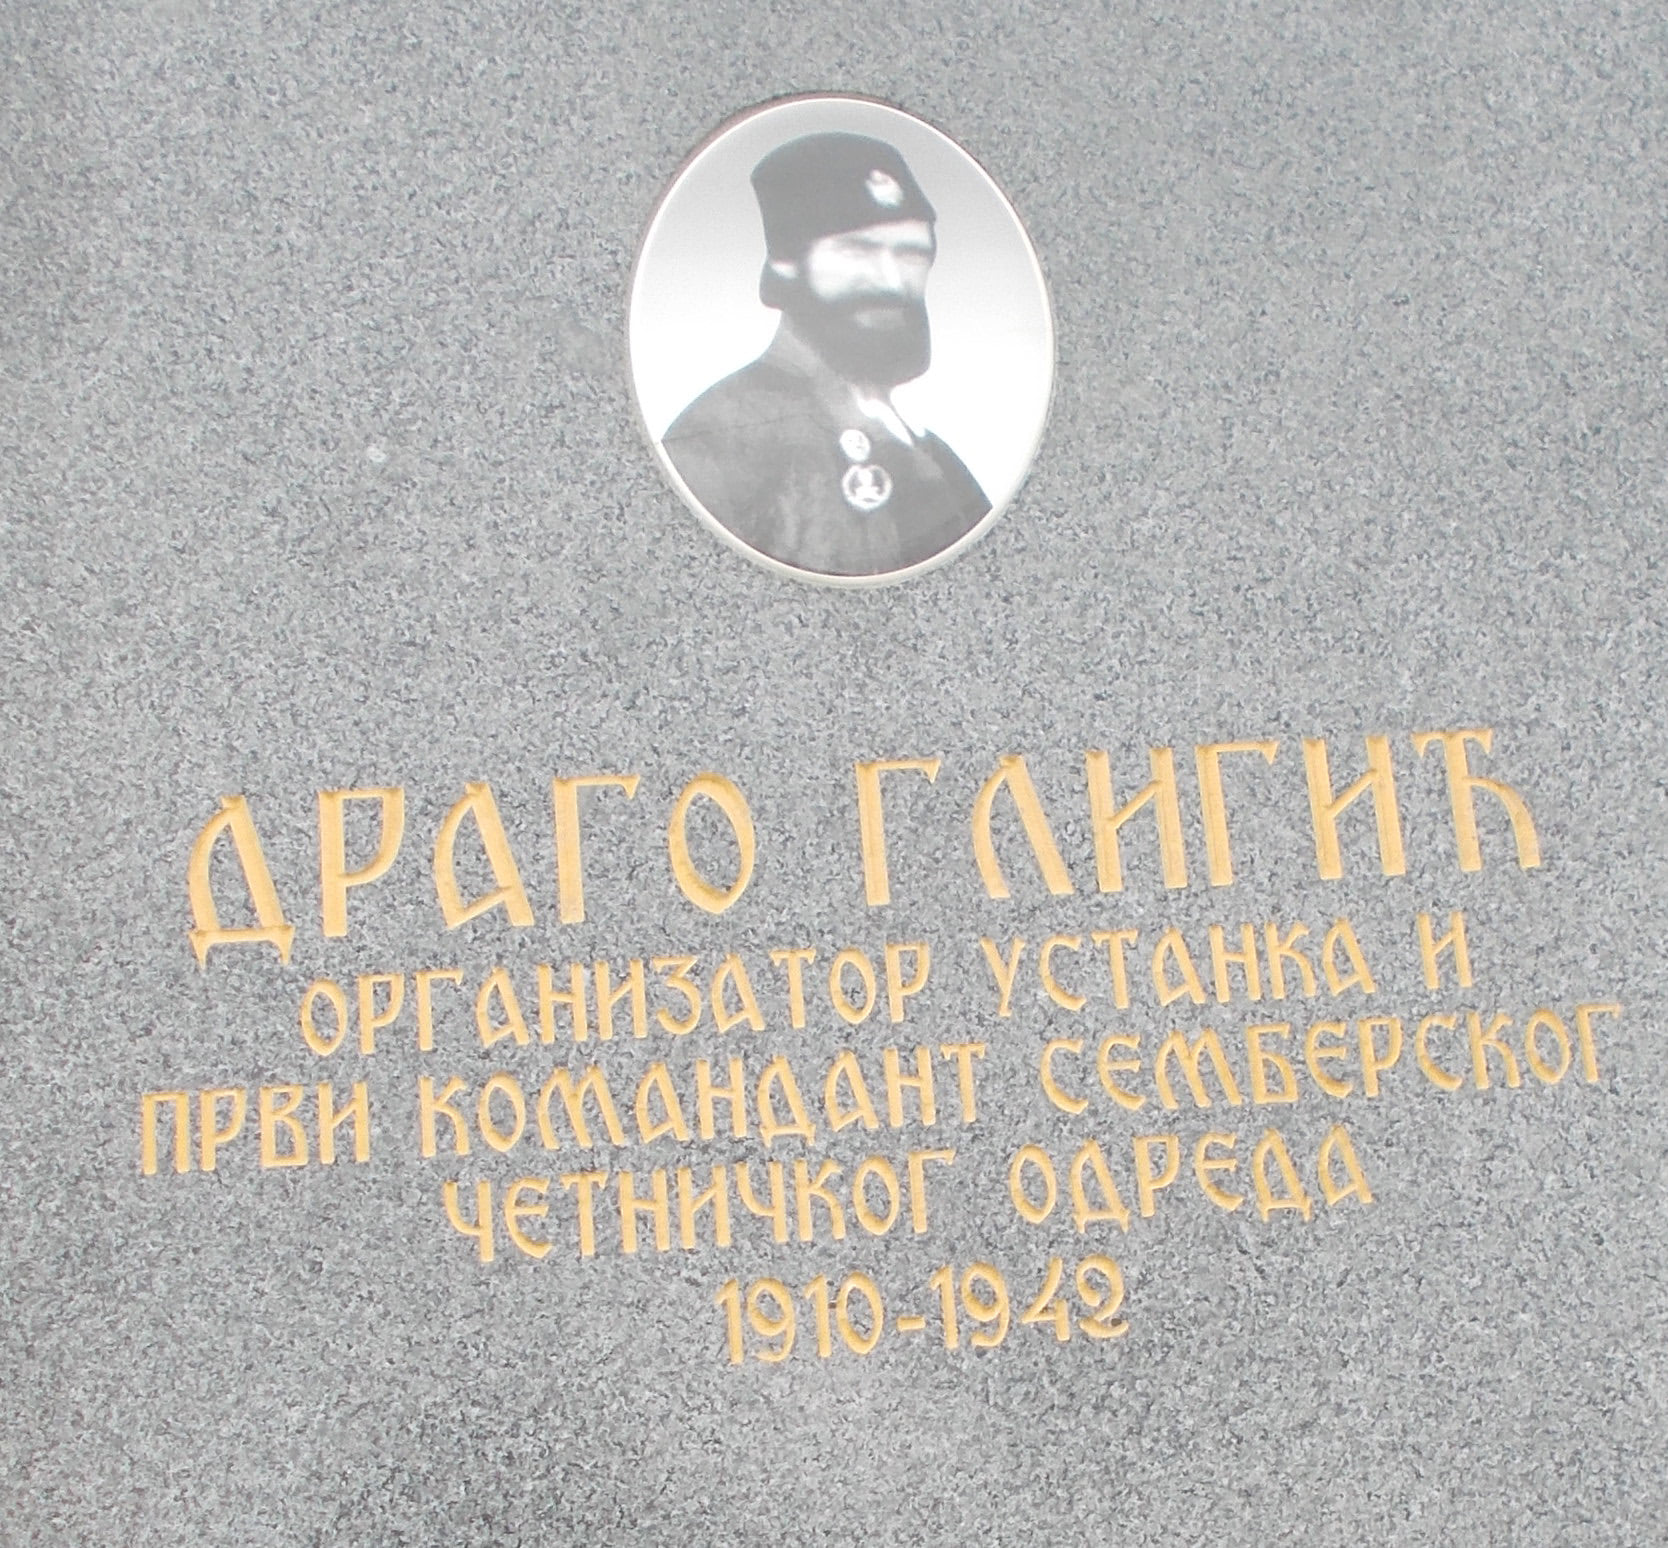 ДРАГО ГЛИГИЋ
ОРГАНИЗАТОР УСТАНКА И
ПРВИ КОМАНДАНТ СЕМБЕРСКОГ
ЧЕТНИЧКОГ ОДРЕДА
1910-1942